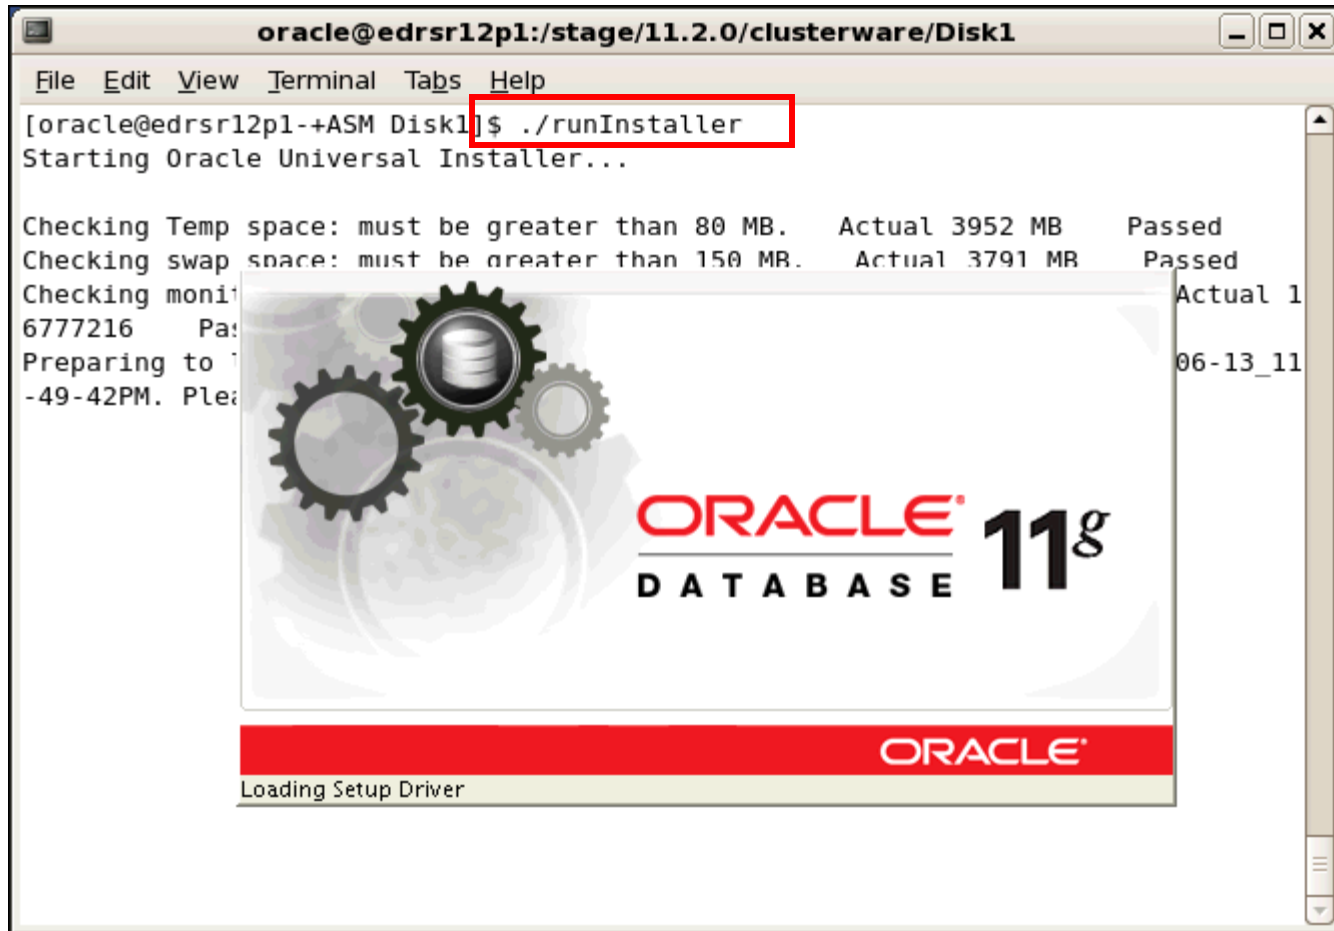 oracle@edrsr12p1:/stage/11.2.0/clusterware/Disk1
File Edit View Terminal Tabs Help
[oracle@edrsr12p1-+ASM Disk1]$ ./runInstaller
Starting Oracle Universal Installer...
Checking Temp space: must be greater than 80 MB. Actual 3952 MB Passed
Checking swap space: must be greater than 150 MB. Actual 3791 MB Passed
Checking Actual 1
6777216
Preparing to 06-13_11
-49-42PM.
ORACLE
DATABASE
11g
ORACLE
Loading Setup Driver